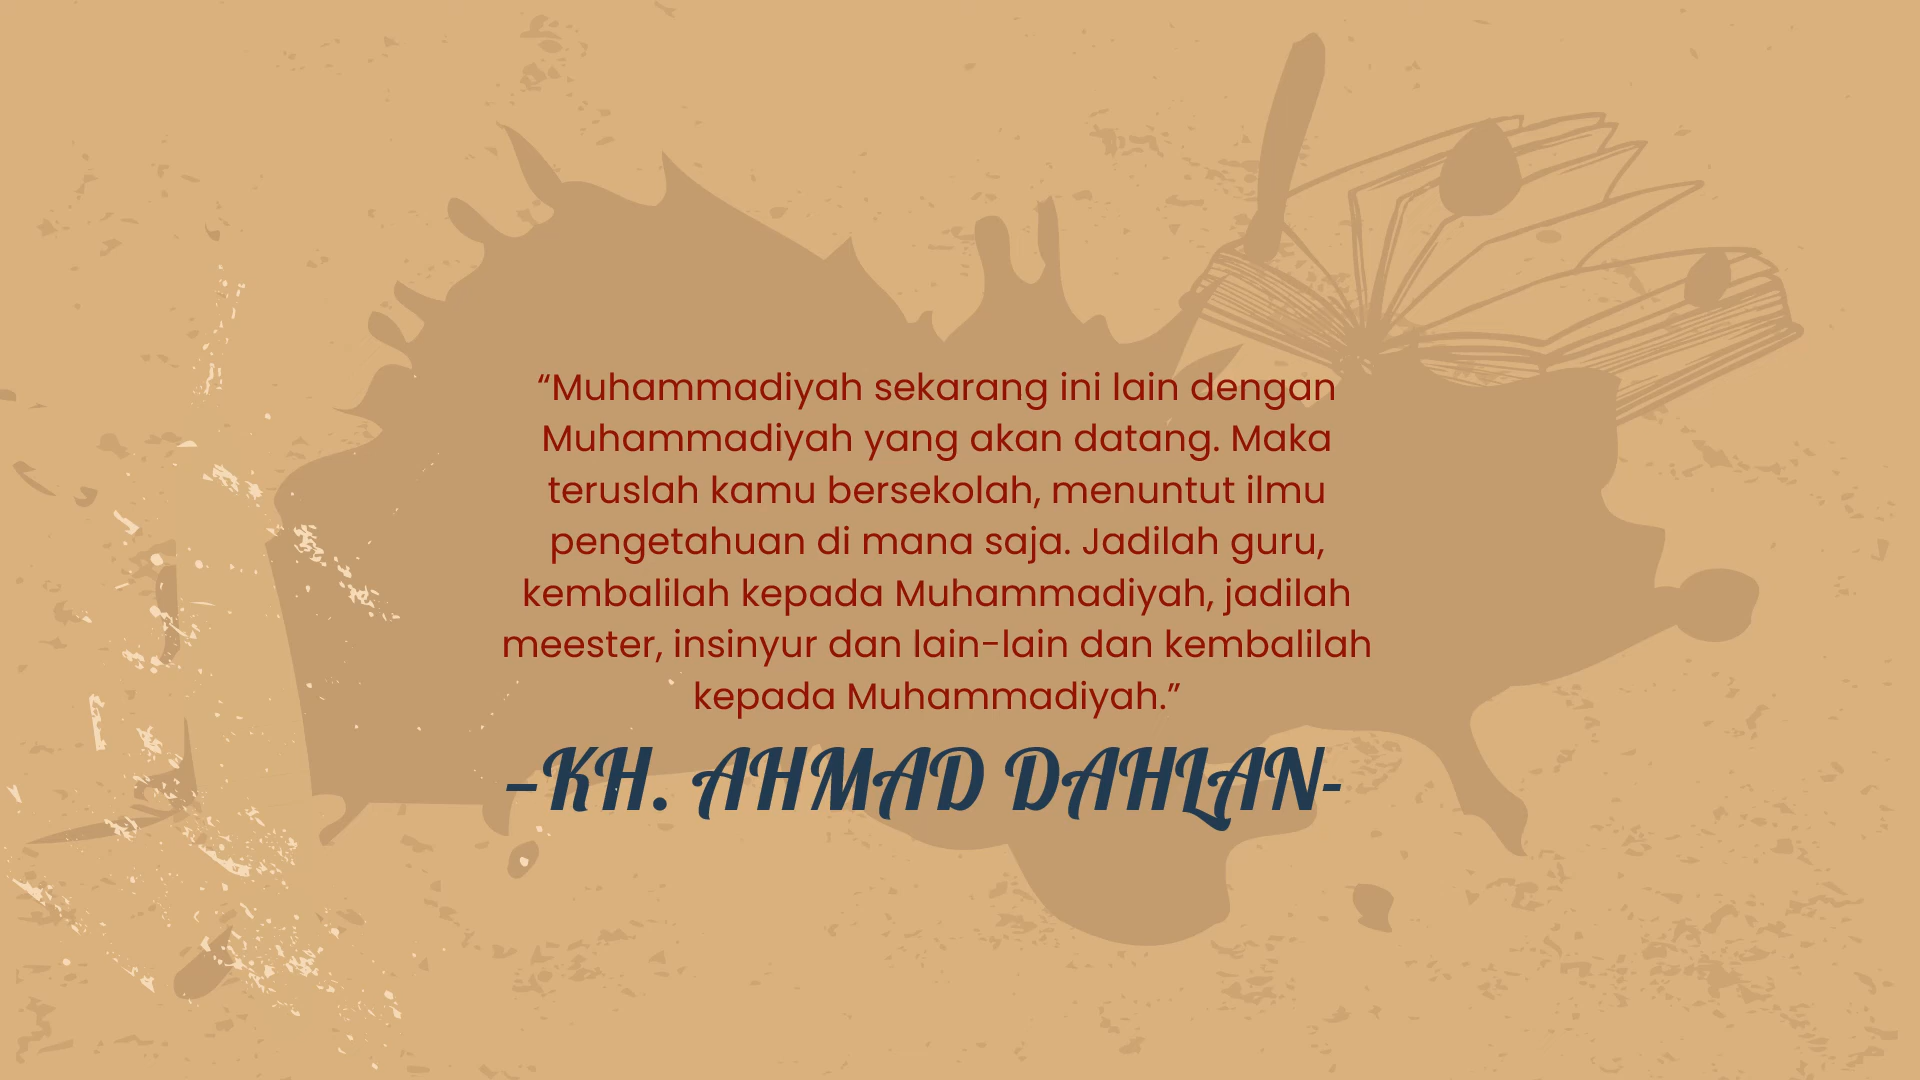 “Muhammadiyah sekarang ini lain dengan
Muhammadiyah yang akan datang. Maka
teruslah kamu bersekolah, menuntut ilmu
pengetahuan di mana saja. Jadilah guru,
kembalilah kepada Muhammadiyah, jadilah
meester, insinyur dan lain-lain dan kembalilah
kepada Muhammadiyah.”
–KH. AHMAD DAHLAN-